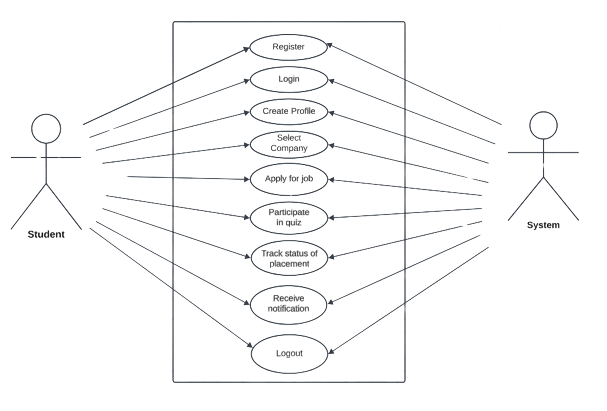 Register
Login
Create Profile
Select
Company
Apply for job
Participate
in quiz
Track status of
placement
Receive
notification
Logout
Student
System